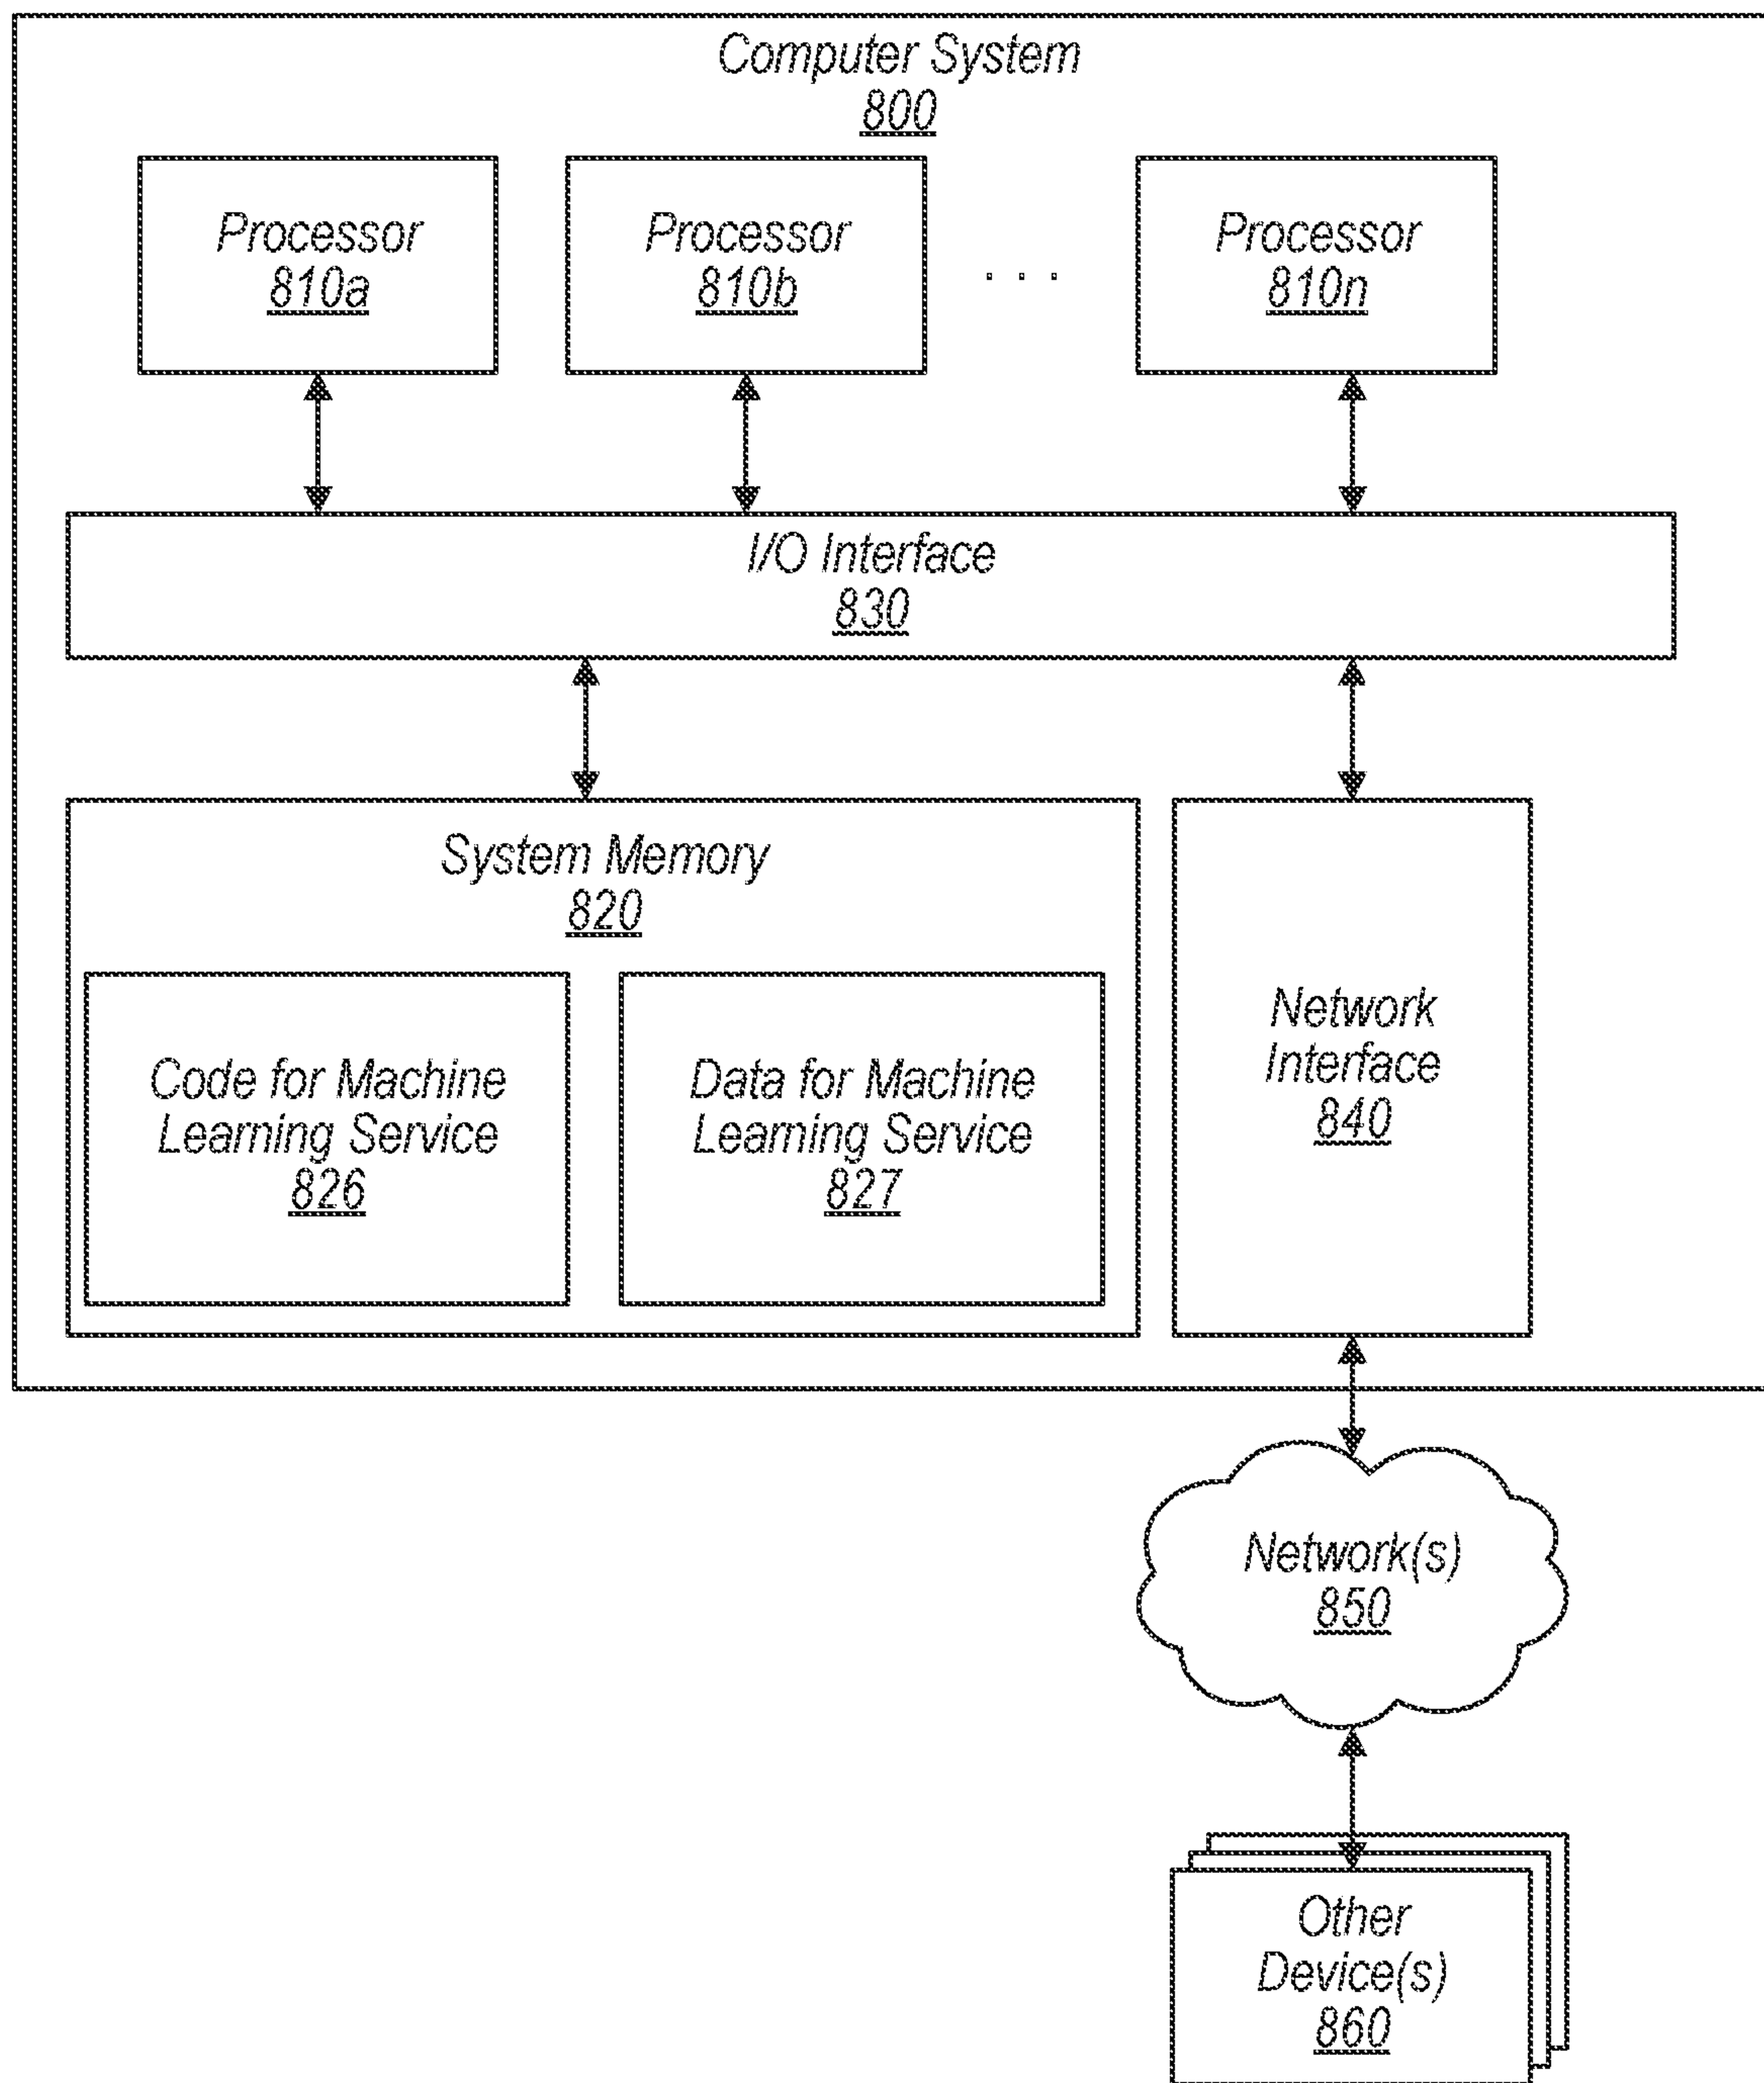 Computer System
800
Processor
810a
Processor
810b
. . .
Processor
810n
I/O Interface
830
System Memory
820
Code for Machine
Learning Service
826
Data for Machine
Learning Service
827
Network
Interface
840
Network(s)
850
Other
Device(s)
860